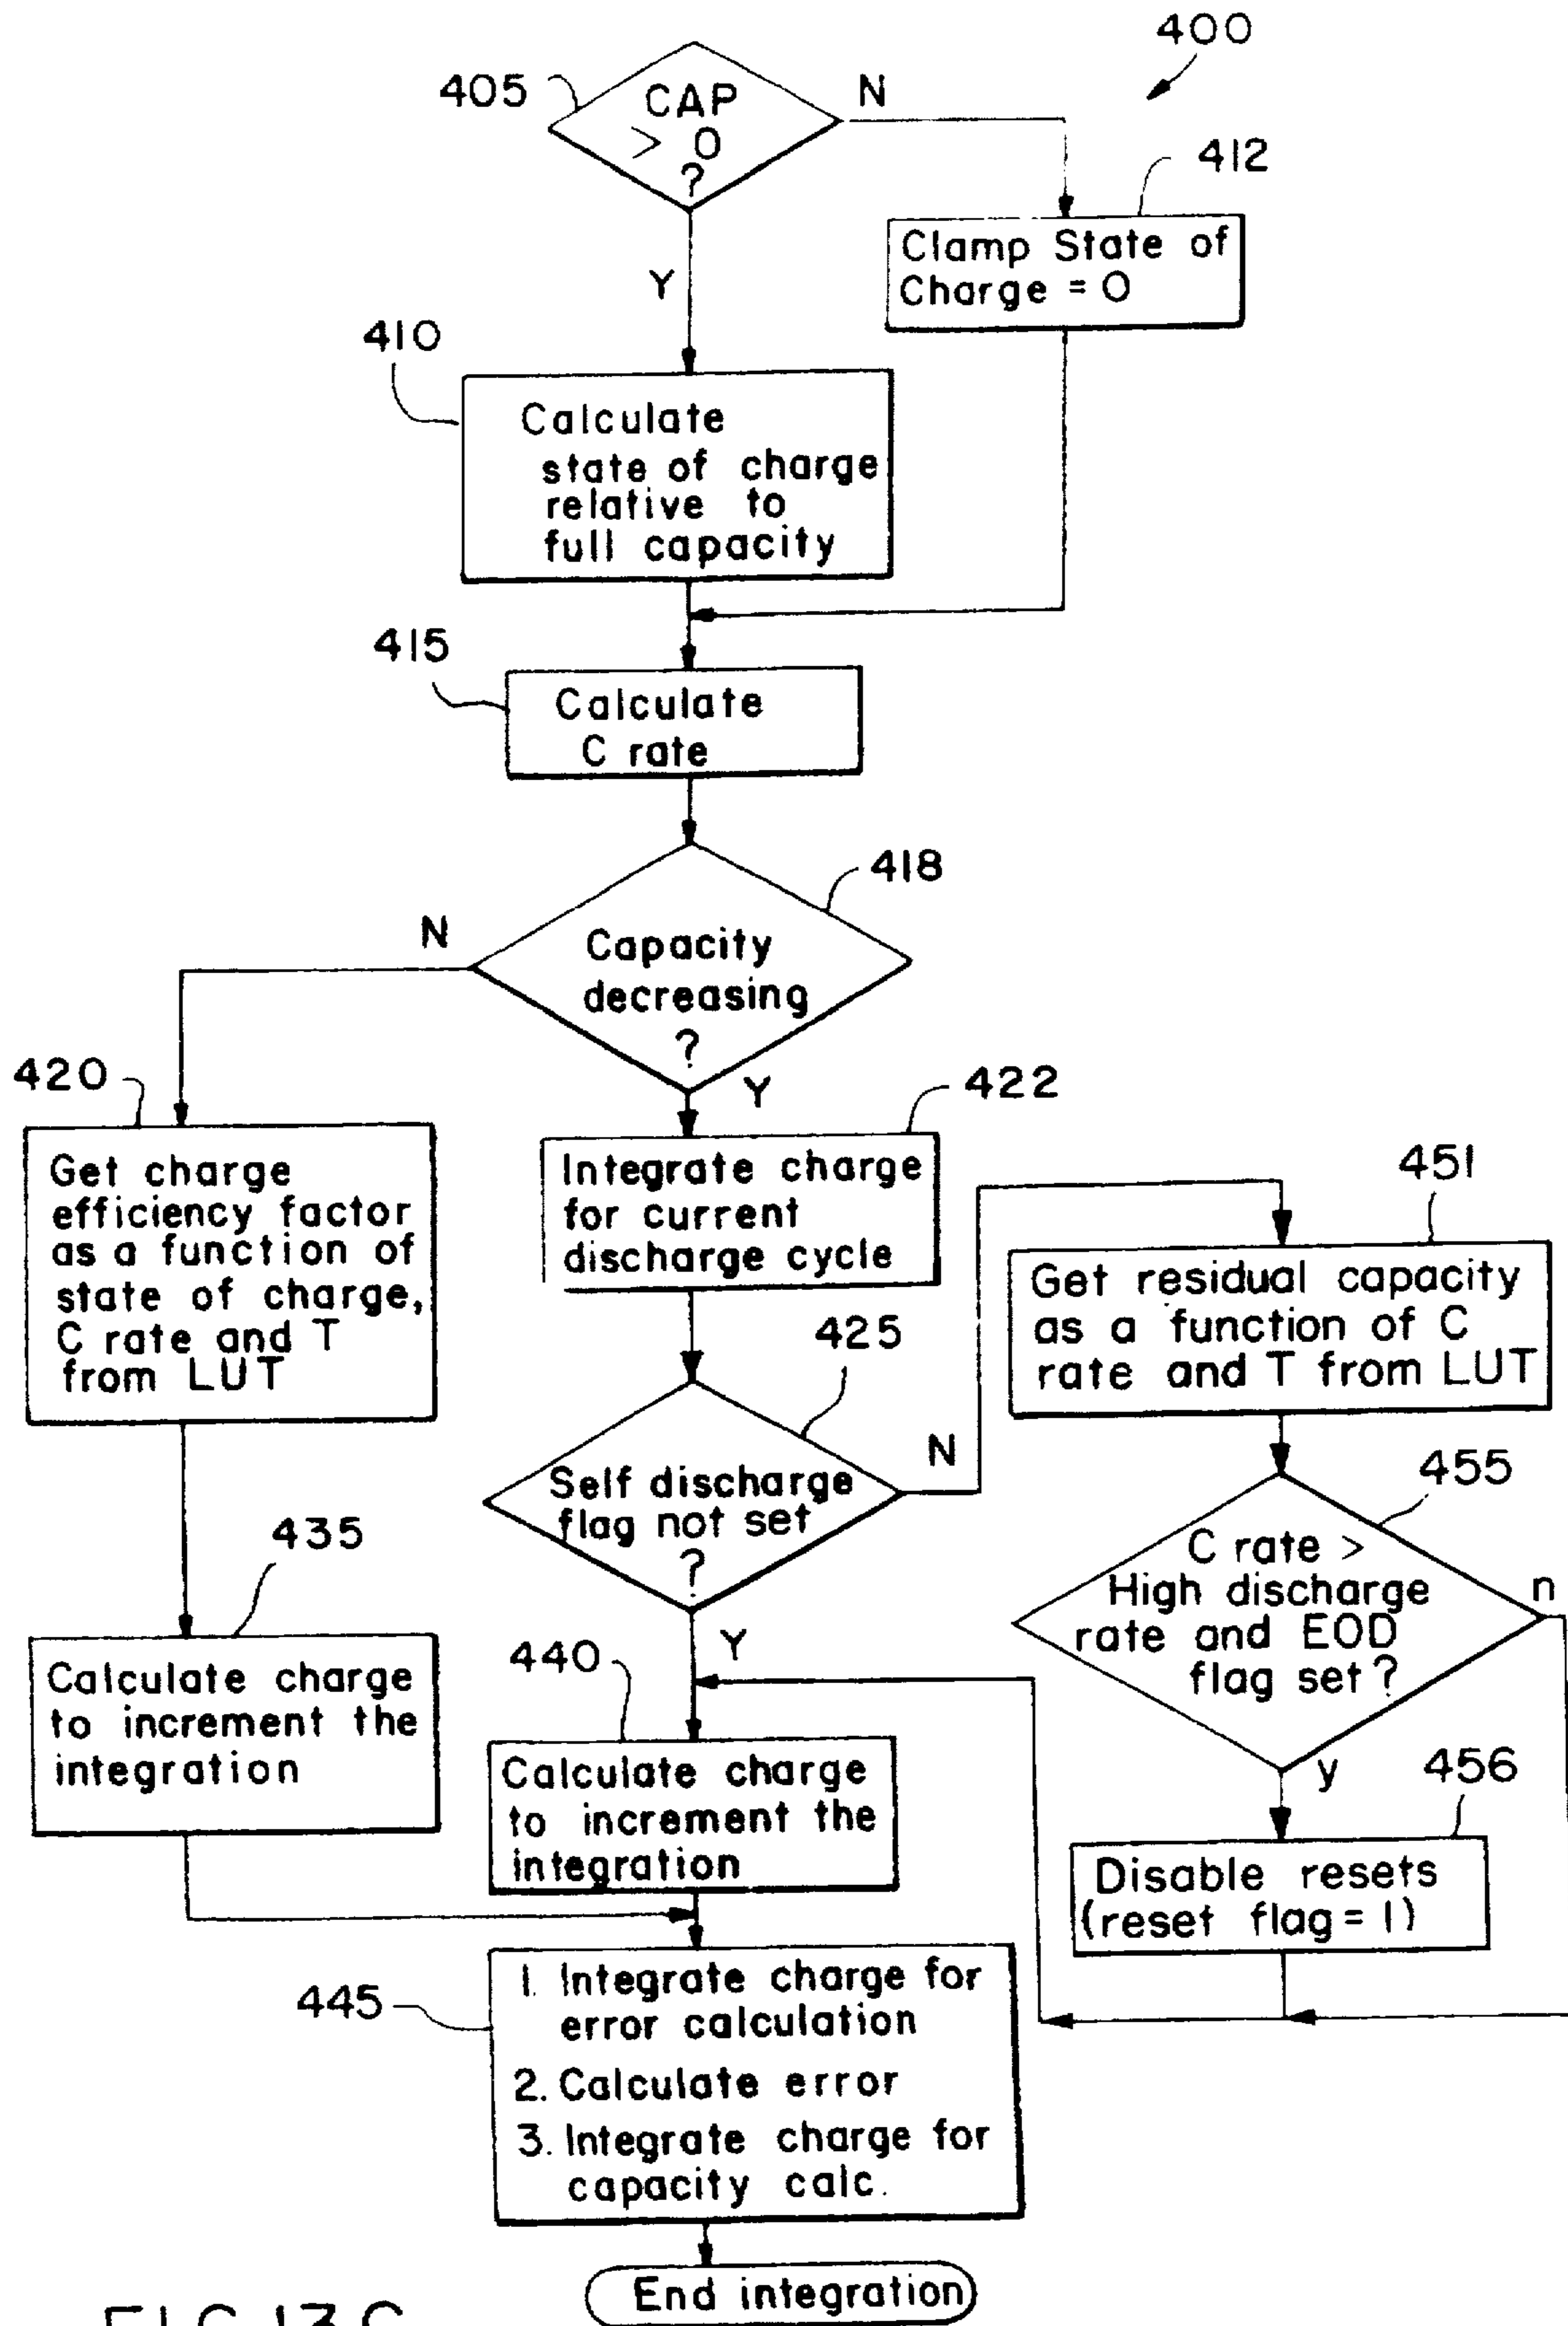 400
405
CAP
> 0
?
N
412
Clamp State of
Charge = 0
Y
410
Calculate
state of charge
relative to
full capacity
415
Calculate
C rate
418
N
Capacity
decreasing
?
Y
420
Get charge
efficiency factor
as a function of
state of charge,
C rate and T
from LUT
422
Integrate charge
for current
discharge cycle
451
Get residual capacity
as a function of C
rate and T from LUT
425
Self discharge
flag not set
?
N
Y
455
C rate >
High discharge
rate and EOD
flag set?
n
y
435
Calculate charge
to increment the
integration
440
Calculate charge
to increment the
integration
456
Disable resets
(reset flag = 1)
445
1. Integrate charge for
error calculation
2. Calculate error
3. Integrate charge for
capacity calc.
End integration
FIG. 13C